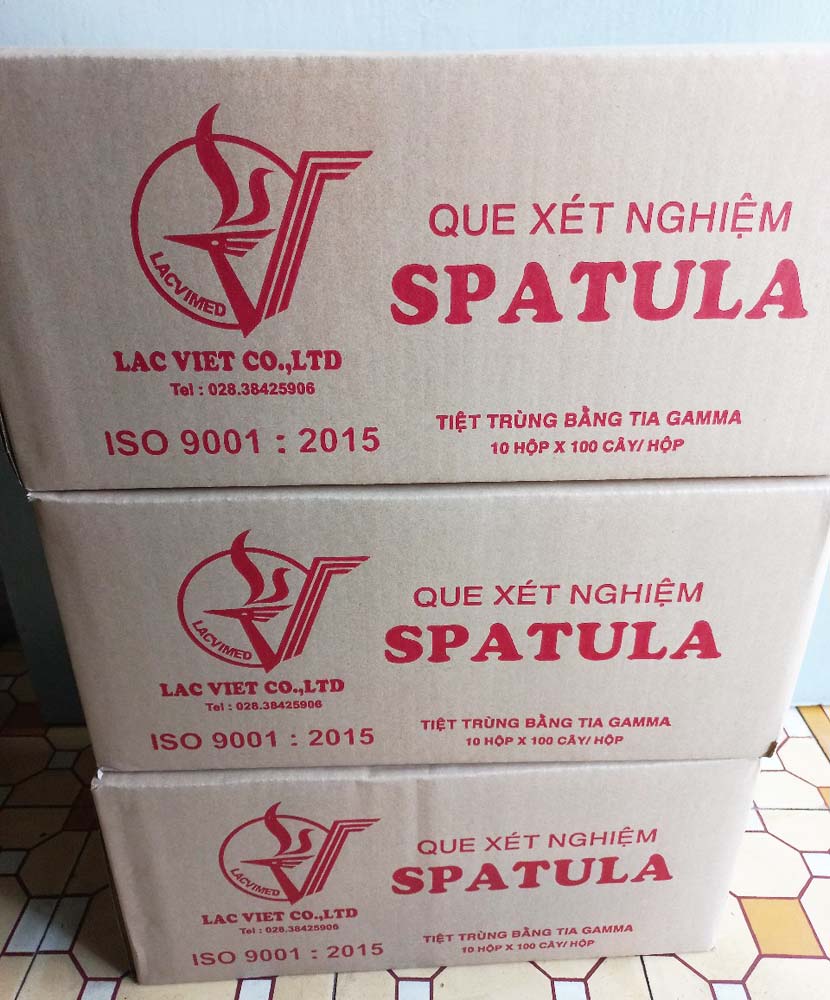 LACVIMED
LAC VIET CO.,LTD
Tel : 028.38425906
ISO 9001 : 2015
QUE XÉT NGHIỆM
SPATULA
TIỆT TRÙNG BẰNG TIA GAMMA
10 HỘP X 100 CÂY/ HỘP
LACVIMED
LAC VIET CO.,LTD
Tel : 028.38425906
ISO 9001 : 2015
QUE XÉT NGHIỆM
SPATULA
TIỆT TRÙNG BẰNG TIA GAMMA
10 HỘP X 100 CÂY/ HỘP
LACVIMED
LAC VIET CO.,LTD
Tel : 028.38425906
ISO 9001 : 2015
QUE XÉT NGHIỆM
SPATULA
TIỆT TRÙNG BẰNG TIA GAMMA
10 HỘP X 100 CÂY/ HỘP